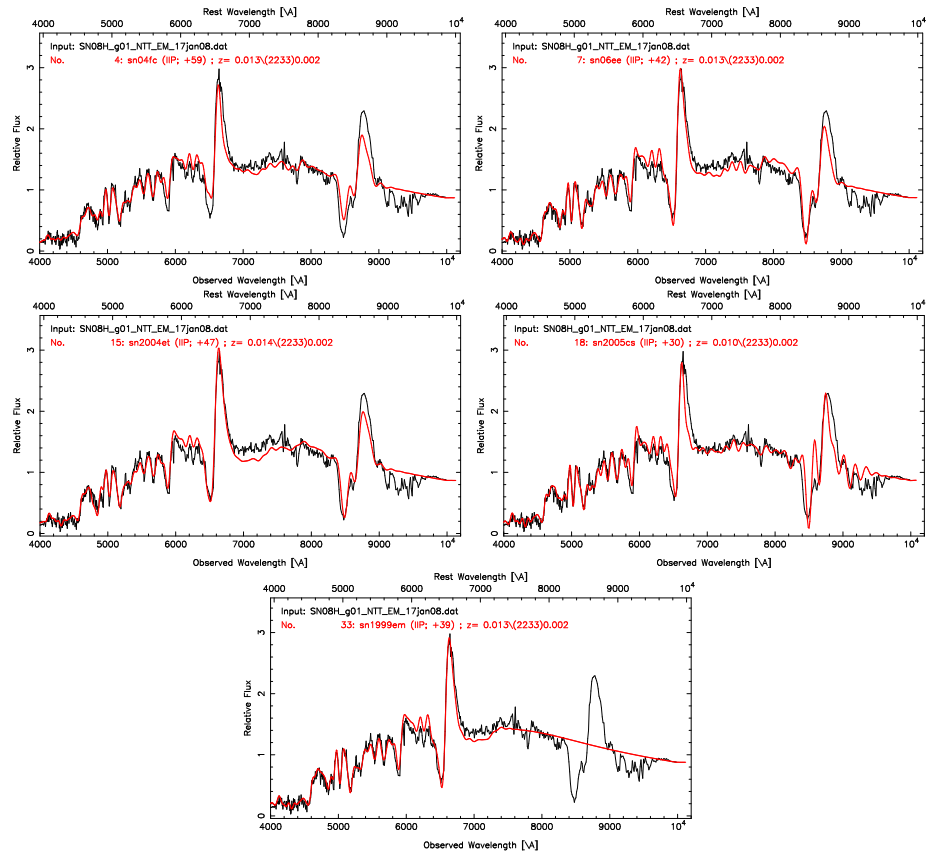 Rest Wavelength [\A]
4000 5000 6000 7000 8000 9000 10⁴
Input: SN08H_g01_NTT_EM_17jan08.dat
No. 4: sn04fc (IIP; +59) ; z= 0.013\(2233)0.002
Relative Flux
0 1 2 3
4000 5000 6000 7000 8000 9000 10⁴
Observed Wavelength [\A]
Rest Wavelength [\A]
4000 5000 6000 7000 8000 9000 10⁴
Input: SN08H_g01_NTT_EM_17jan08.dat
No. 7: sn06ee (IIP; +42) ; z= 0.013\(2233)0.002
Relative Flux
0 1 2 3
4000 5000 6000 7000 8000 9000 10⁴
Observed Wavelength [\A]
Rest Wavelength [\A]
4000 5000 6000 7000 8000 9000 10⁴
Input: SN08H_g01_NTT_EM_17jan08.dat
No. 15: sn2004et (IIP; +47) ; z= 0.014\(2233)0.002
Relative Flux
0 1 2 3
4000 5000 6000 7000 8000 9000 10⁴
Observed Wavelength [\A]
Rest Wavelength [\A]
4000 5000 6000 7000 8000 9000 10⁴
Input: SN08H_g01_NTT_EM_17jan08.dat
No. 18: sn2005cs (IIP; +30) ; z= 0.010\(2233)0.002
Relative Flux
0 1 2 3
4000 5000 6000 7000 8000 9000 10⁴
Observed Wavelength [\A]
Rest Wavelength [\A]
4000 5000 6000 7000 8000 9000 10⁴
Input: SN08H_g01_NTT_EM_17jan08.dat
No. 33: sn1999em (IIP; +39) ; z= 0.013\(2233)0.002
Relative Flux
0 1 2 3
4000 5000 6000 7000 8000 9000 10⁴
Observed Wavelength [\A]